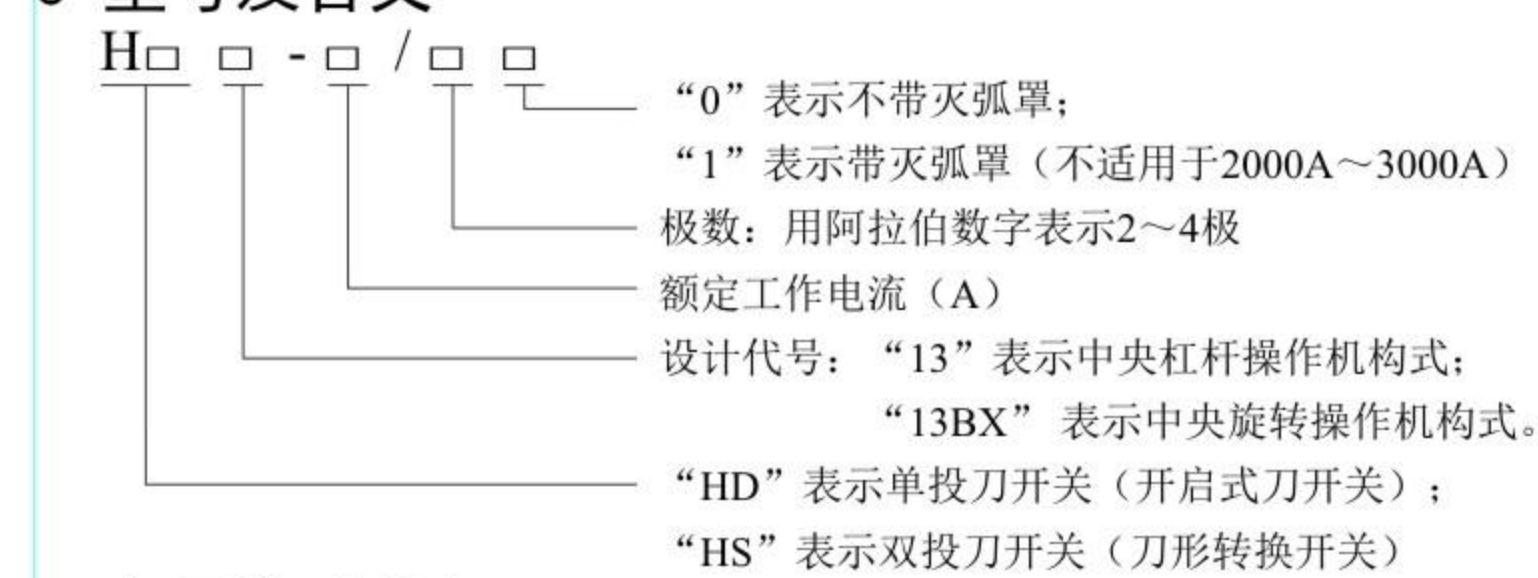 H□ □ - □ / □ □
“0”表示不带灭弧罩；
“1”表示带灭弧罩（不适用于2000A～3000A）
极数：用阿拉伯数字表示2～4极
额定工作电流（A）
设计代号：“13”表示中央杠杆操作机构式；
“13BX” 表示中央旋转操作机构式。
“HD”表示单投刀开关（开启式刀开关）；
“HS”表示双投刀开关（刀形转换开关）